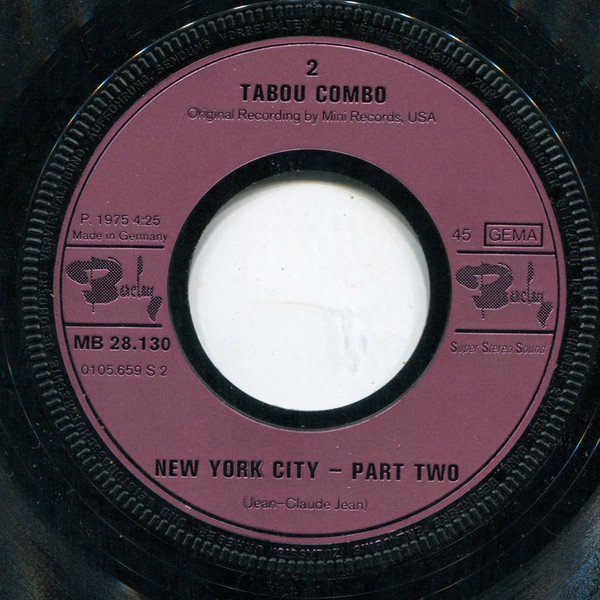 2
TABOU COMBO
Original Recording by Mini Records, USA
P. 1975 4:25
Made in Germany
45 GEMA
Barclay
Barclay
MB 28.130
Super Stereo Sound
0105.659 S 2
NEW YORK CITY – PART TWO
(Jean-Claude Jean)